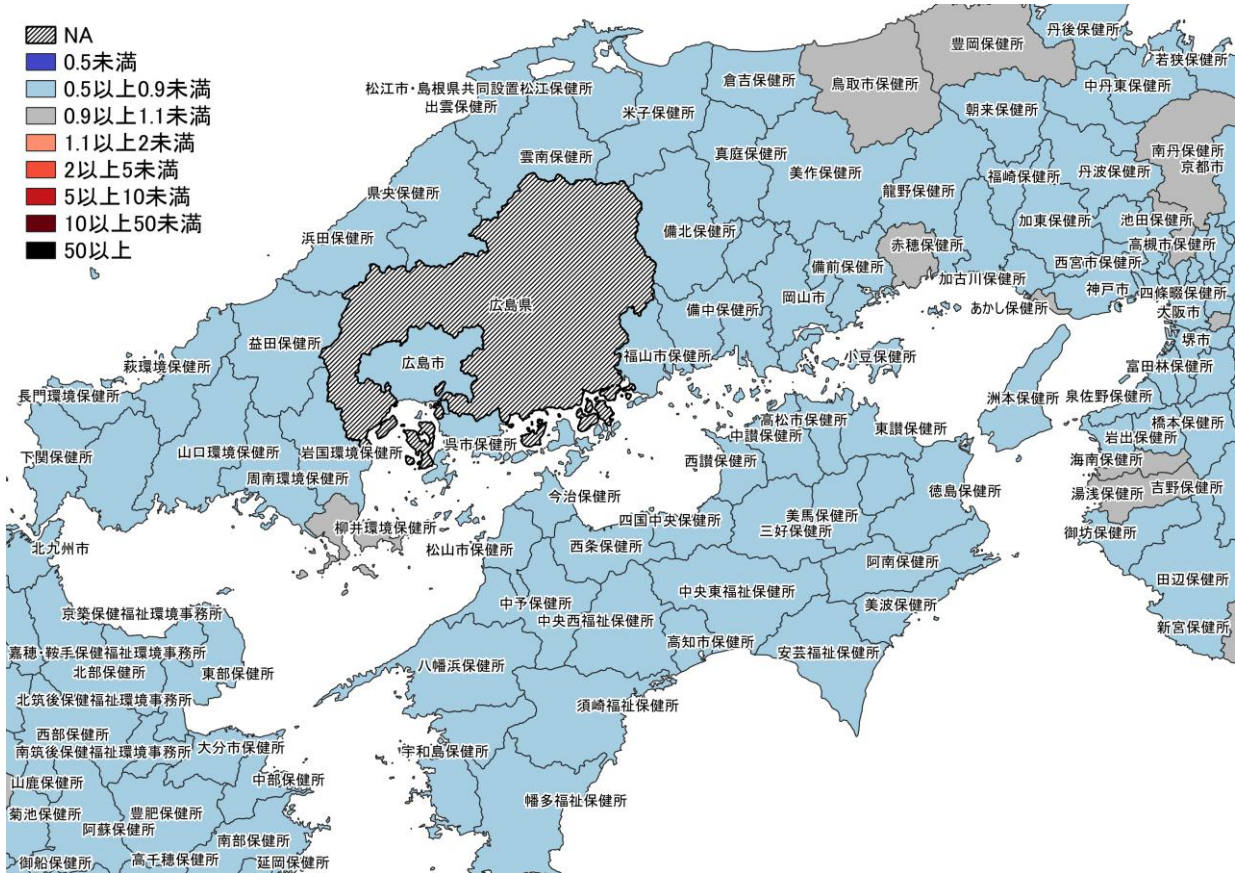 NA
0.5未満
0.5以上0.9未満
0.9以上1.1未満
1.1以上2未満
2以上5未満
5以上10未満
10以上50未満
50以上
丹後保健所
豊岡保健所
若狭保健所
倉吉保健所
鳥取市保健所
中丹東保健所
松江市・島根県共同設置松江保健所
出雲保健所
米子保健所
朝来保健所
雲南保健所
真庭保健所
美作保健所
南丹保健所
京都市
福崎保健所
丹波保健所
龍野保健所
県央保健所
加東保健所
池田保健所
浜田保健所
備北保健所
赤穂保健所
高槻市保健所
備前保健所
西宮市保健所
加古川保健所
神戸市
四條畷保健所
広島県
岡山市
備中保健所
あかし保健所
大阪市
益田保健所
広島市
福山市保健所
小豆保健所
堺市
萩環境保健所
富田林保健所
長門環境保健所
洲本保健所
泉佐野保健所
高松市保健所
橋本保健所
中讃保健所
東讃保健所
岩出保健所
呉市保健所
山口環境保健所
岩国環境保健所
下関保健所
西讃保健所
海南保健所
周南環境保健所
吉野保健所
湯浅保健所
今治保健所
徳島保健所
四国中央保健所
美馬保健所
柳井環境保健所
三好保健所
御坊保健所
北九州市
松山市保健所
西条保健所
阿南保健所
田辺保健所
中央東福祉保健所
中予保健所
美波保健所
京築保健福祉環境事務所
中央西福祉保健所
新宮保健所
高知市保健所
嘉穂・鞍手保健福祉環境事務所
安芸福祉保健所
八幡浜保健所
北部保健所
東部保健所
北筑後保健福祉環境事務所
須崎福祉保健所
西部保健所
南筑後保健福祉環境事務所
大分市保健所
宇和島保健所
中部保健所
山鹿保健所
幡多福祉保健所
菊池保健所
豊肥保健所
阿蘇保健所
南部保健所
御船保健所
高千穂保健所
延岡保健所